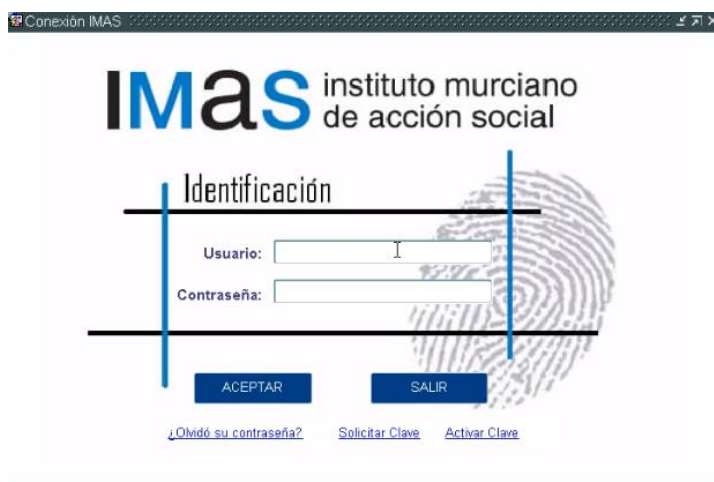 Conexión IMAS
IMAS instituto murciano
de acción social
Identificación
Usuario:
Contraseña:
ACEPTAR SALIR
¿Olvidó su contraseña? Solicitar Clave Activar Clave